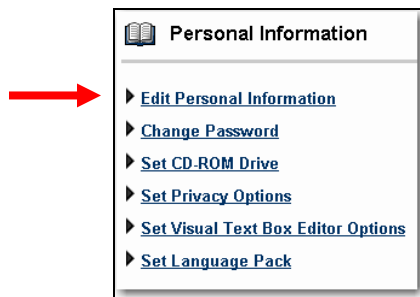 Personal Information
Edit Personal Information
Change Password
Set CD-ROM Drive
Set Privacy Options
Set Visual Text Box Editor Options
Set Language Pack